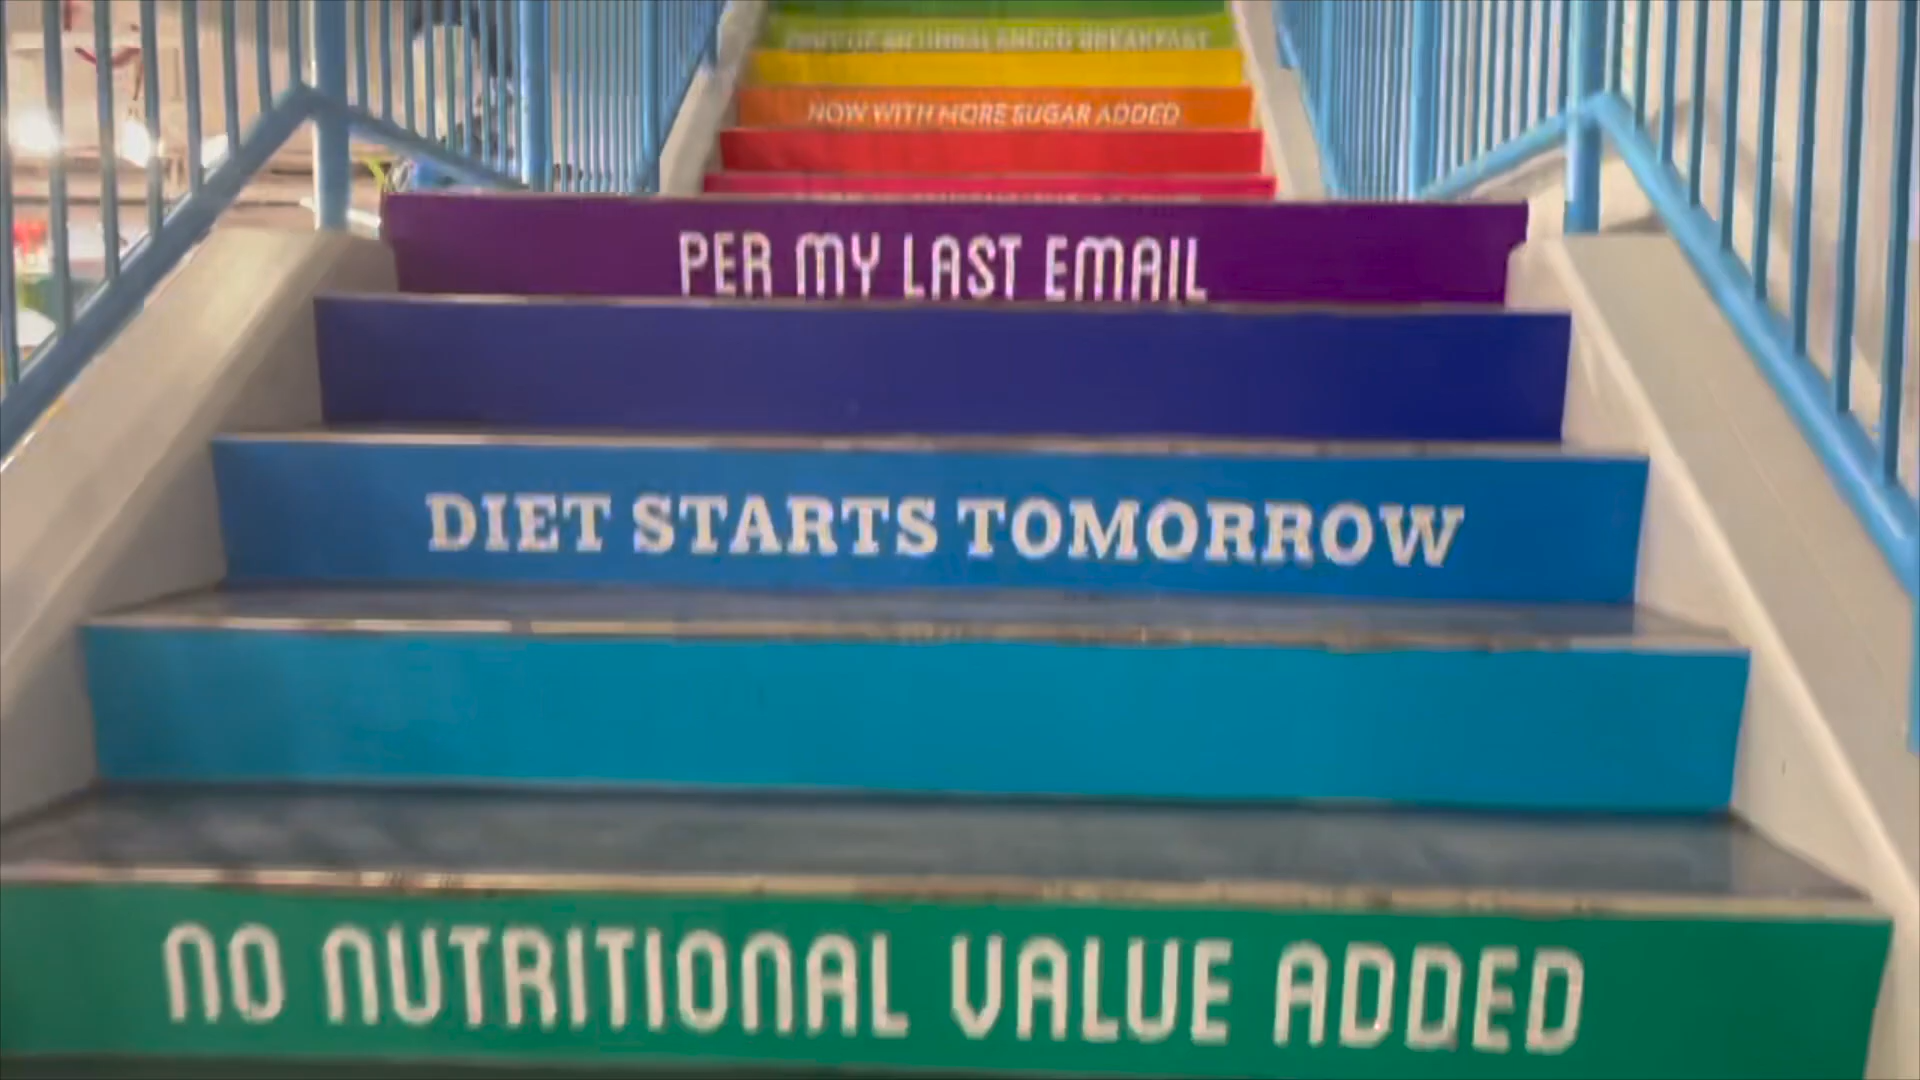 NOW WITH MORE SUGAR ADDED
PER MY LAST EMAIL
DIET STARTS TOMORROW
NO NUTRITIONAL VALUE ADDED